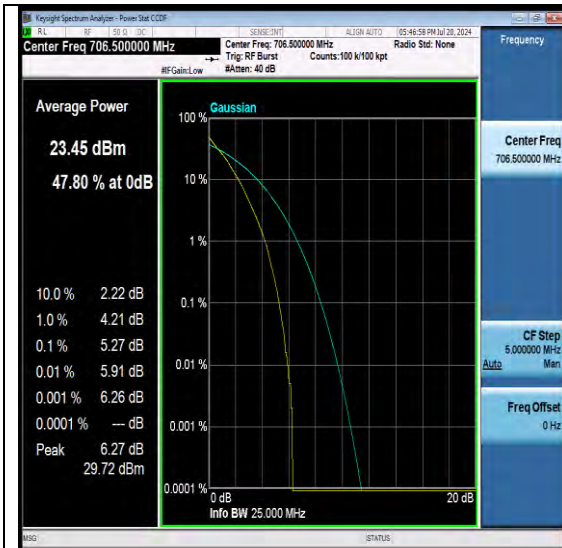 Keysight Spectrum Analyzer - Power Stat CCDF
RL RF 50 Ω DC SENSE:INT ALIGN AUTO 05:46:58 PM Jul 20, 2024
Center Freq 706.500000 MHz
Center Freq: 706.500000 MHz Radio Std: None
Trig: RF Burst Counts:100 k/100 kpt
#IFGain:Low #Atten: 40 dB
Frequency
Average Power
23.45 dBm
47.80 % at 0dB
10.0 % 2.22 dB
1.0 % 4.21 dB
0.1 % 5.27 dB
0.01 % 5.91 dB
0.001 % 6.26 dB
0.0001 % --- dB
Peak 6.27 dB
29.72 dBm
Gaussian
100 %
10 %
1 %
0.1 %
0.01 %
0.001 %
0.0001 %
0 dB 20 dB
Info BW 25.000 MHz
Center Freq
706.500000 MHz
CF Step
5.000000 MHz
Auto Man
Freq Offset
0 Hz
MSG STATUS